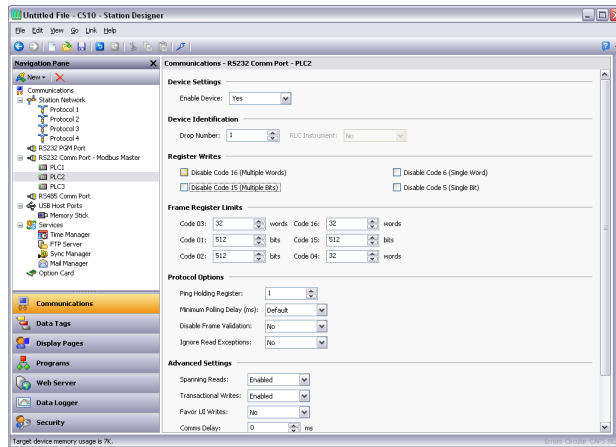 Untitled File - CS10 - Station Designer
File Edit View Go Link Help
Navigation Pane X
New
Communications
Station Network
Protocol 1
Protocol 2
Protocol 3
Protocol 4
RS232 PGM Port
RS232 Comm Port - Modbus Master
PLC1
PLC2
PLC3
RS485 Comm Port
USB Host Ports
Memory Stick
Services
Time Manager
FTP Server
Sync Manager
Mail Manager
Option Card
Communications
Data Tags
Display Pages
Programs
Web Server
Data Logger
Security
Communications - RS232 Comm Port - PLC2
Device Settings
Enable Device: Yes
Device Identification
Drop Number: 1 RLC Instrument: No
Register Writes
Disable Code 16 (Multiple Words) Disable Code 6 (Single Word)
Disable Code 15 (Multiple Bits) Disable Code 5 (Single Bit)
Frame Register Limits
Code 03: 32 words Code 16: 32 words
Code 01: 512 bits Code 15: 512 bits
Code 02: 512 bits Code 04: 32 words
Protocol Options
Ping Holding Register: 1
Minimum Polling Delay (ms): Default
Disable Frame Validation: No
Ignore Read Exceptions: No
Advanced Settings
Spanning Reads: Enabled
Transactional Writes: Enabled
Favor UI Writes: No
Comms Delay: 0 ms
Target device memory usage is 7K. Errors Circular CAPS